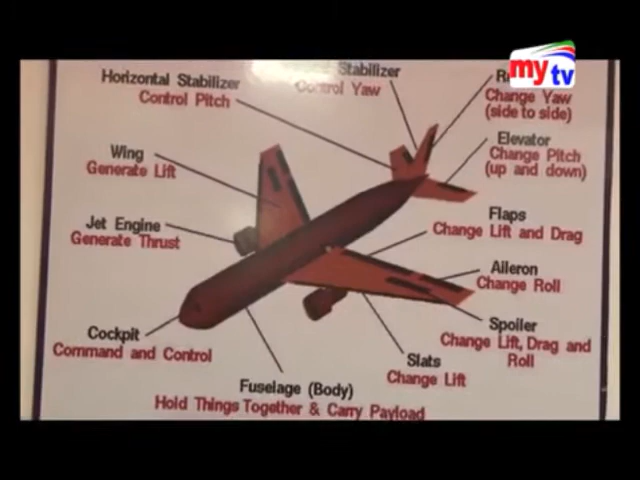 my tv
Horizontal Stabilizer
Control Pitch
Stabilizer
Control Yaw
Change Yaw
(side to side)
Elevator
Change Pitch
(up and down)
Wing
Generate Lift
Flaps
Change Lift and Drag
Jet Engine
Generate Thrust
Aileron
Change Roll
Spoiler
Change Lift, Drag and
Roll
Cockpit
Command and Control
Slats
Change Lift
Fuselage (Body)
Hold Things Together & Carry Payload